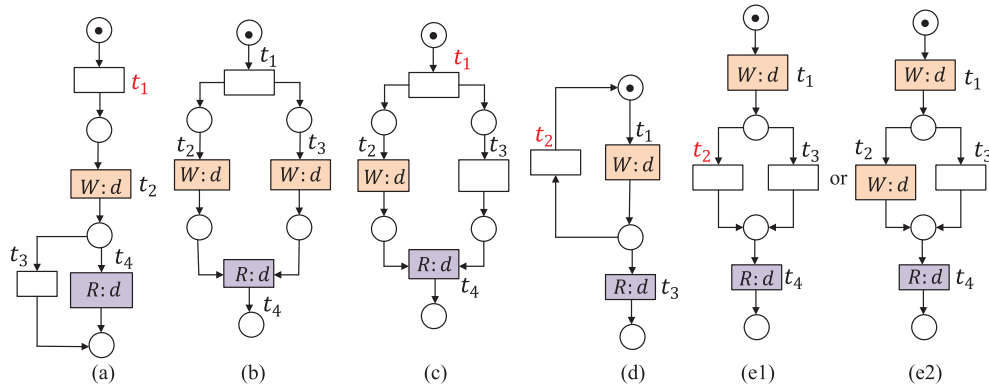 t₁
W: d
t₂
t₃
t₄
R: d
(a)
t₁
t₂
t₃
W: d
W: d
R: d
t₄
(b)
t₁
t₂
t₃
W: d
R: d
t₄
(c)
t₂
t₁
W: d
R: d
t₃
(d)
W: d
t₁
t₂
t₃
R: d
t₄
(e1)
or
W: d
t₁
t₂
t₃
W: d
R: d
t₄
(e2)